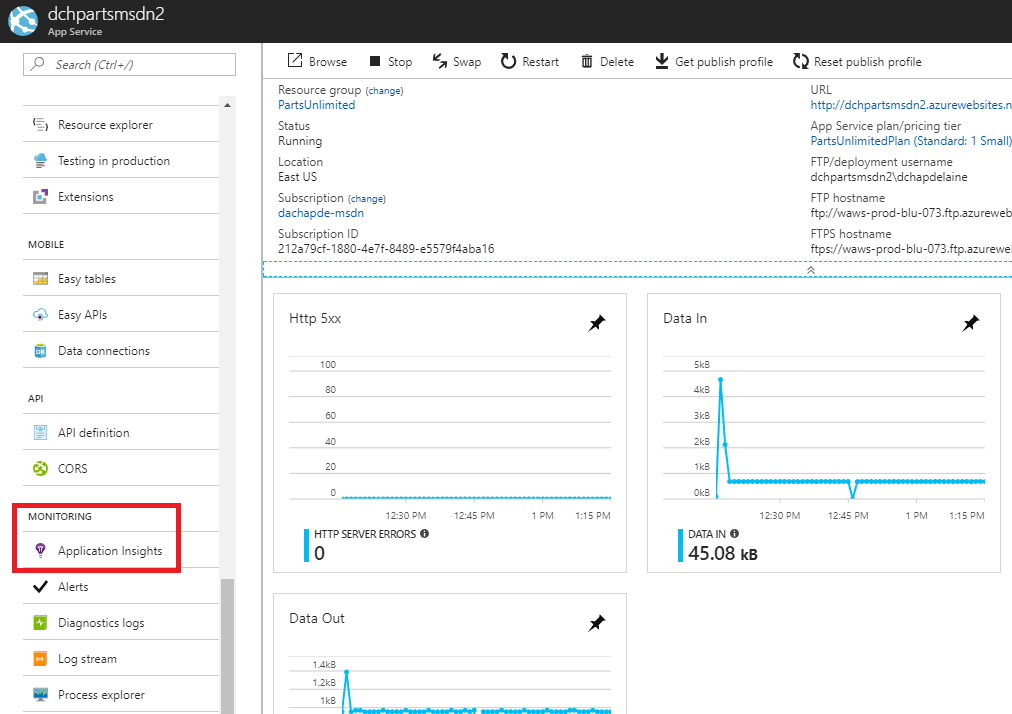 dchpartsmsdn2
App Service
Search (Ctrl+/)
Resource explorer
Testing in production
Extensions
MOBILE
Easy tables
Easy APIs
Data connections
API
API definition
CORS
MONITORING
Application Insights
Alerts
Diagnostics logs
Log stream
Process explorer
Browse Stop Swap Restart Delete Get publish profile Reset publish profile
Resource group (change)
PartsUnlimited
Status
Running
Location
East US
Subscription (change)
dachapde-msdn
Subscription ID
212a79cf-1880-4e7f-8489-e5579f4aba16
URL
http://dchpartsmsdn2.azurewebsites.n
App Service plan/pricing tier
PartsUnlimitedPlan (Standard: 1 Small)
FTP/deployment username
dchpartsmsdn2\dchapdelaine
FTP hostname
ftp://waws-prod-blu-073.ftp.azureweb
FTPS hostname
ftps://waws-prod-blu-073.ftp.azurewe
Http 5xx
100
80
60
40
20
0
12:30 PM 12:45 PM 1 PM 1:15 PM
HTTP SERVER ERRORS
0
Data In
5kB
4kB
3kB
2kB
1kB
0kB
12:30 PM 12:45 PM 1 PM 1:15 PM
DATA IN
45.08 kB
Data Out
1.4kB
1.2kB
1kB